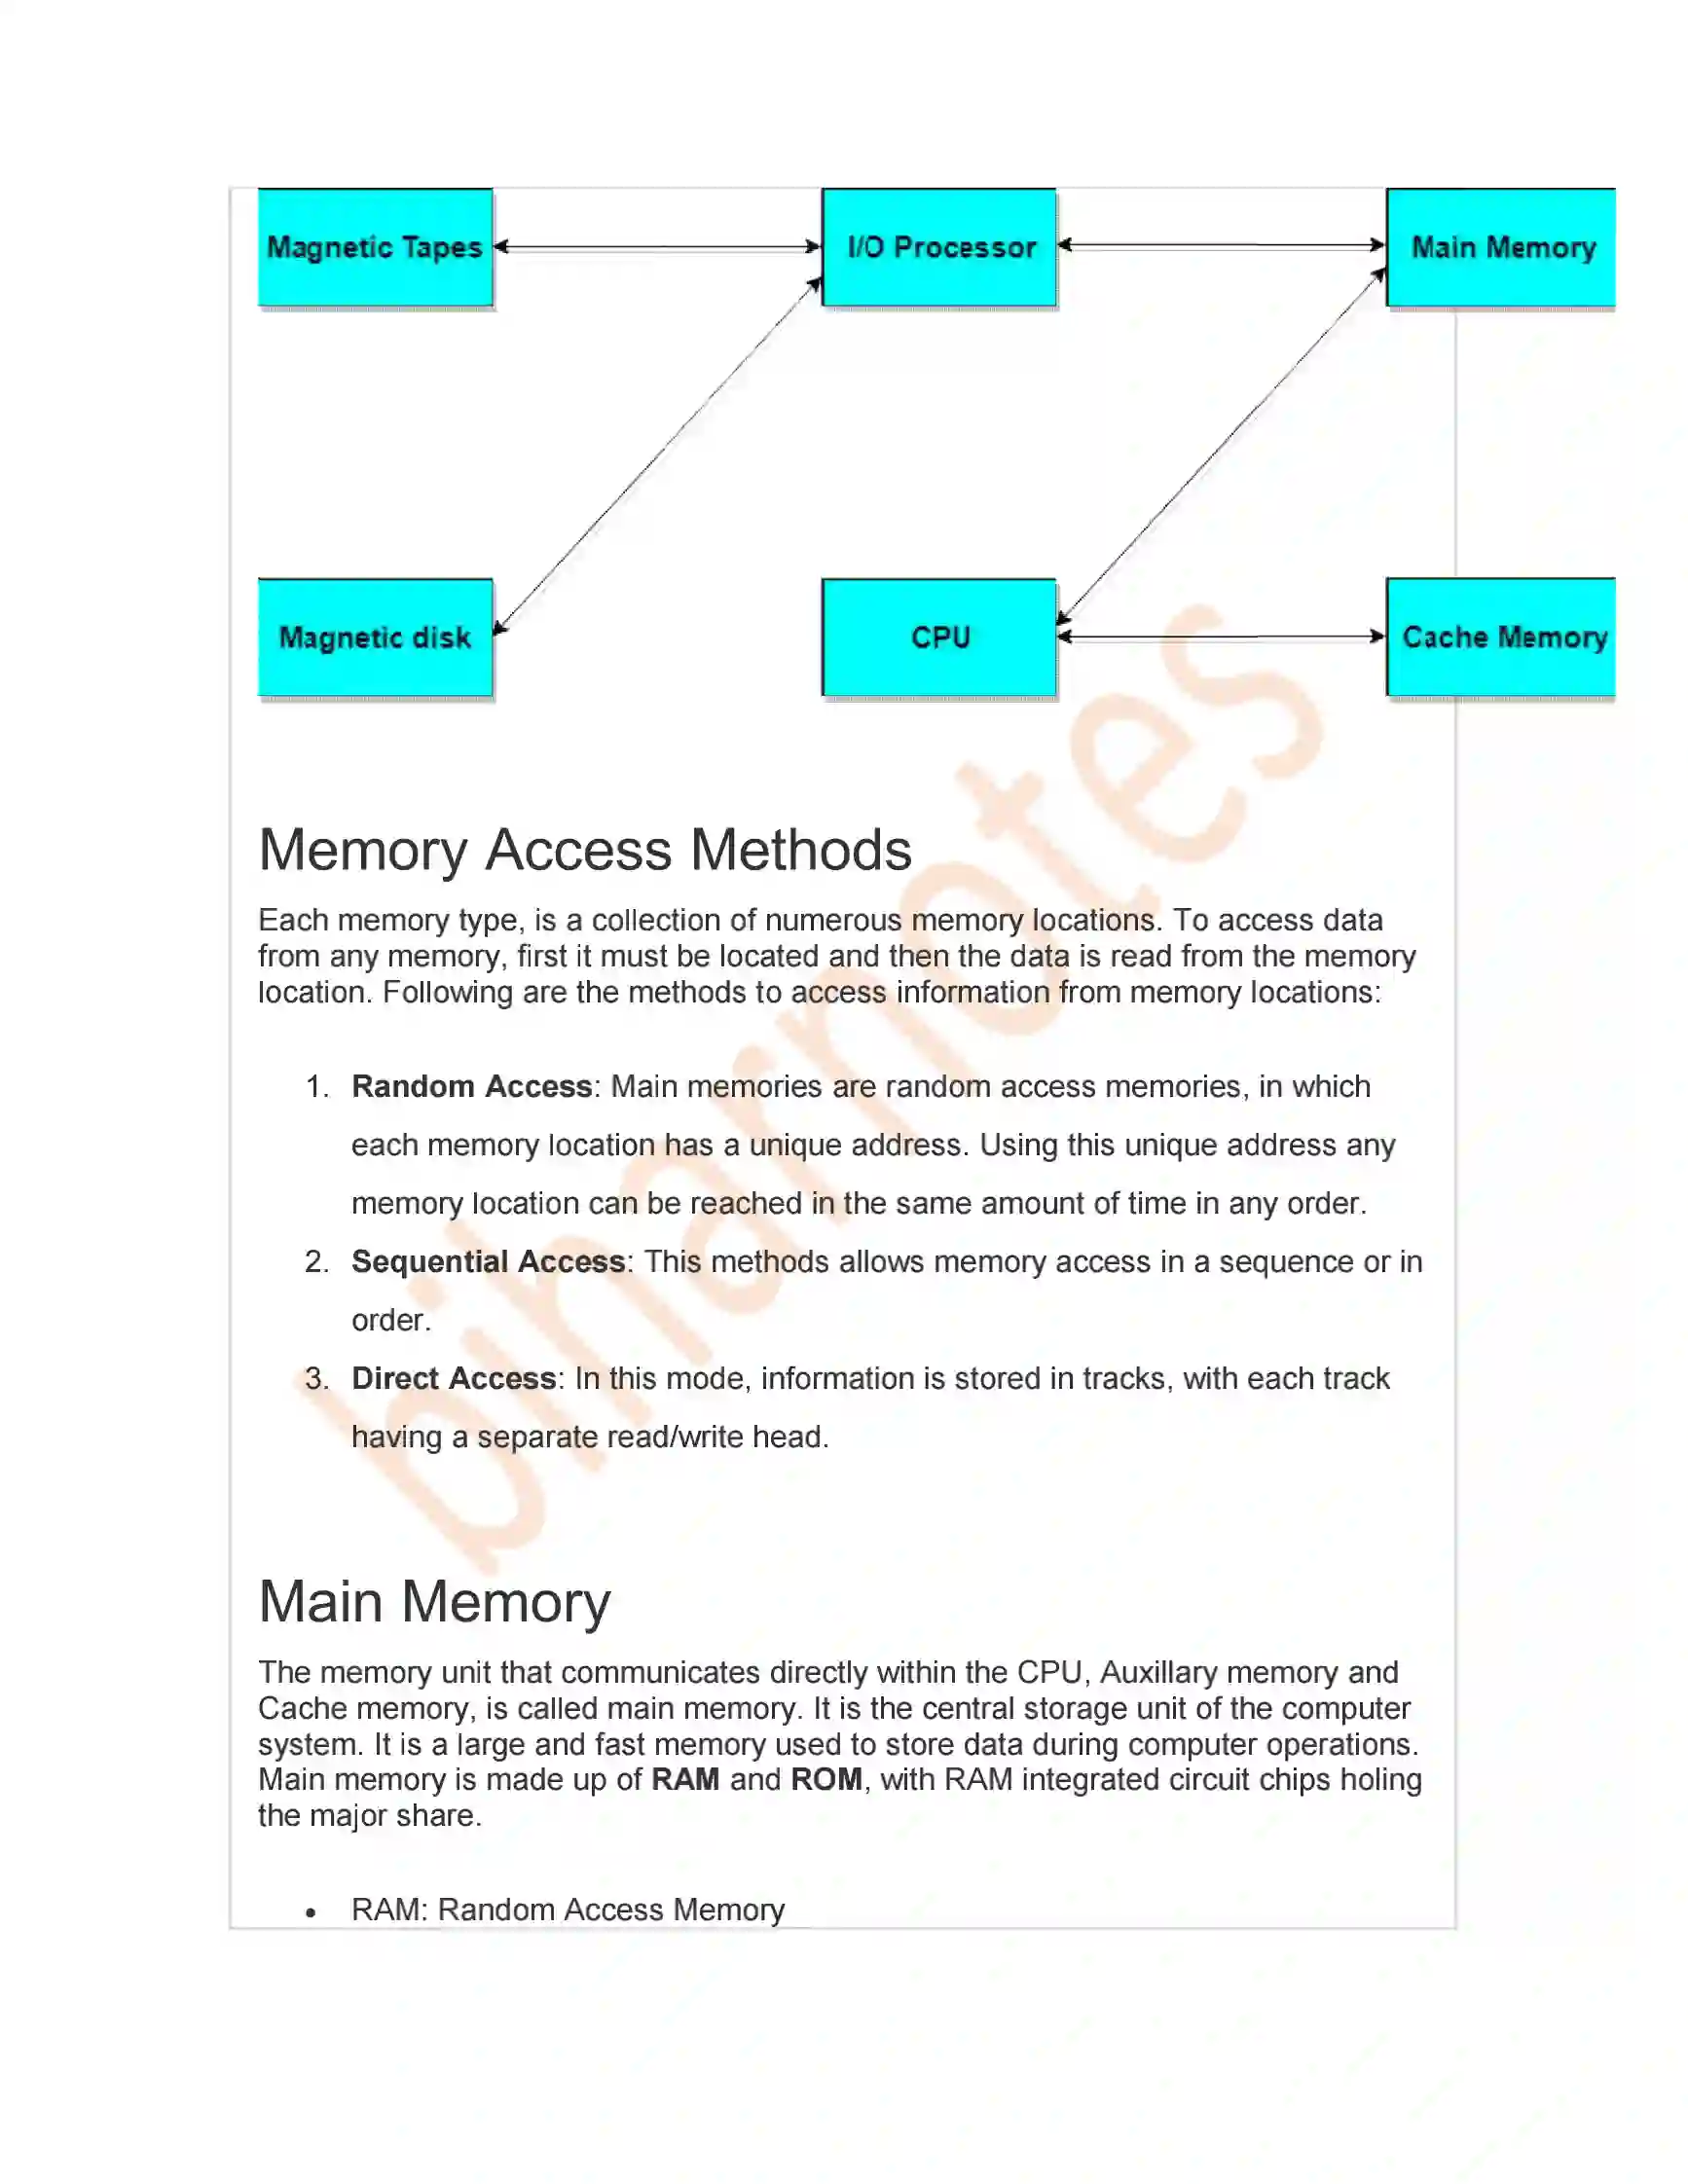 Magnetic Tapes I/O Processor Main Memory
Magnetic disk CPU Cache Memory
Memory Access Methods
Each memory type, is a collection of numerous memory locations. To access data
from any memory, first it must be located and then the data is read from the memory
location. Following are the methods to access information from memory locations:
1. Random Access: Main memories are random access memories, in which
each memory location has a unique address. Using this unique address any
memory location can be reached in the same amount of time in any order.
2. Sequential Access: This methods allows memory access in a sequence or in
order.
3. Direct Access: In this mode, information is stored in tracks, with each track
having a separate read/write head.
Main Memory
The memory unit that communicates directly within the CPU, Auxillary memory and
Cache memory, is called main memory. It is the central storage unit of the computer
system. It is a large and fast memory used to store data during computer operations.
Main memory is made up of RAM and ROM, with RAM integrated circuit chips holing
the major share.
• RAM: Random Access Memory
biharnotes